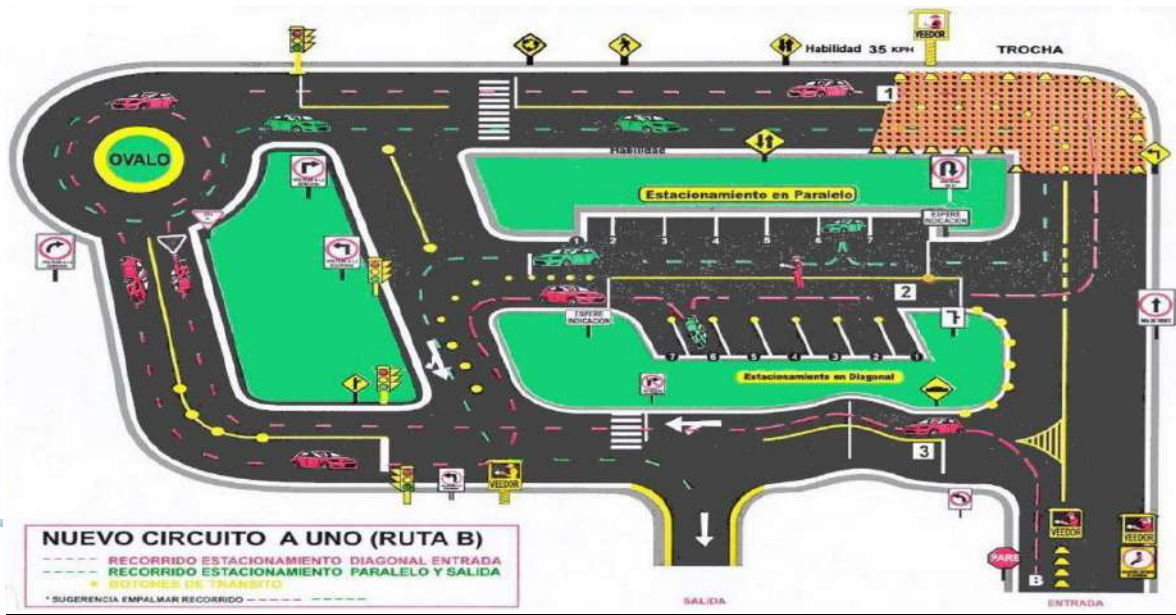 VEEDOR
Habilidad 35 KPH
TROCHA
1
OVALO
Habilidad
Estacionamiento en Paralelo
ESPERE
INDICACION
1 2 3 4 5 6 7
2
ESPERE
INDICACION
7 6 5 4 3 2 1
Estacionamiento en Diagonal
3
VEEDOR
VEEDOR
VEEDOR
PARE
B
NUEVO CIRCUITO A UNO (RUTA B)
RECORRIDO ESTACIONAMIENTO DIAGONAL ENTRADA
RECORRIDO ESTACIONAMIENTO PARALELO Y SALIDA
BOTONES DE TRANSITO
* SUGERENCIA EMPALMAR RECORRIDO
SALIDA
ENTRADA